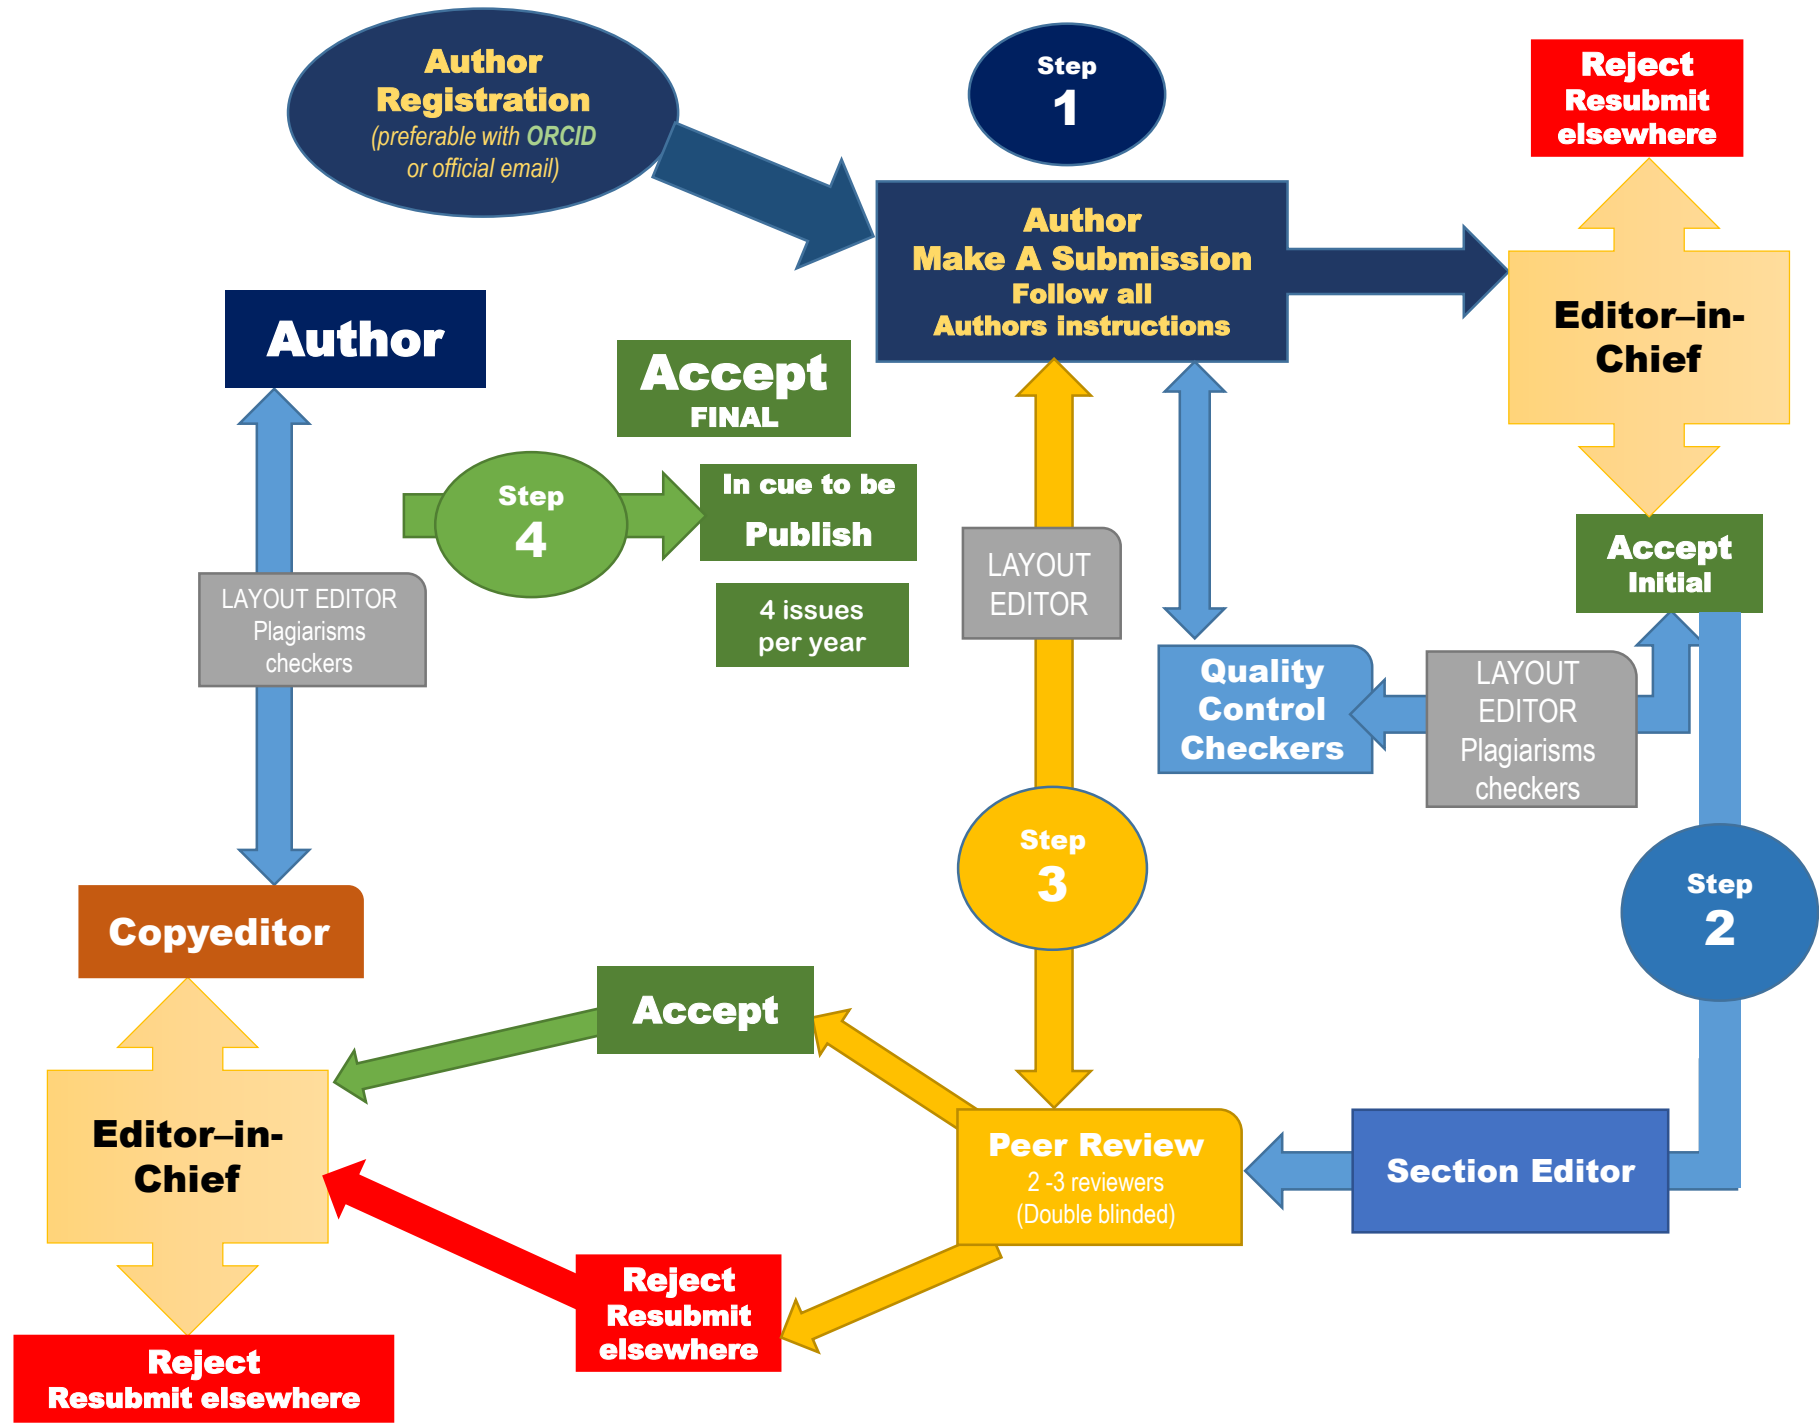 Author
Registration
(preferable with ORCID
or official email)
Step
1
Reject
Resubmit
elsewhere
Author
Make A Submission
Follow all
Authors instructions
Editor–in-
Chief
Author
Accept
FINAL
Step
4
In cue to be
Publish
4 issues
per year
LAYOUT
EDITOR
Accept
Initial
LAYOUT EDITOR
Plagiarisms
checkers
Quality
Control
Checkers
LAYOUT
EDITOR
Plagiarisms
checkers
Step
3
Step
2
Copyeditor
Accept
Editor–in-
Chief
Peer Review
2 -3 reviewers
(Double blinded)
Section Editor
Reject
Resubmit
elsewhere
Reject
Resubmit elsewhere